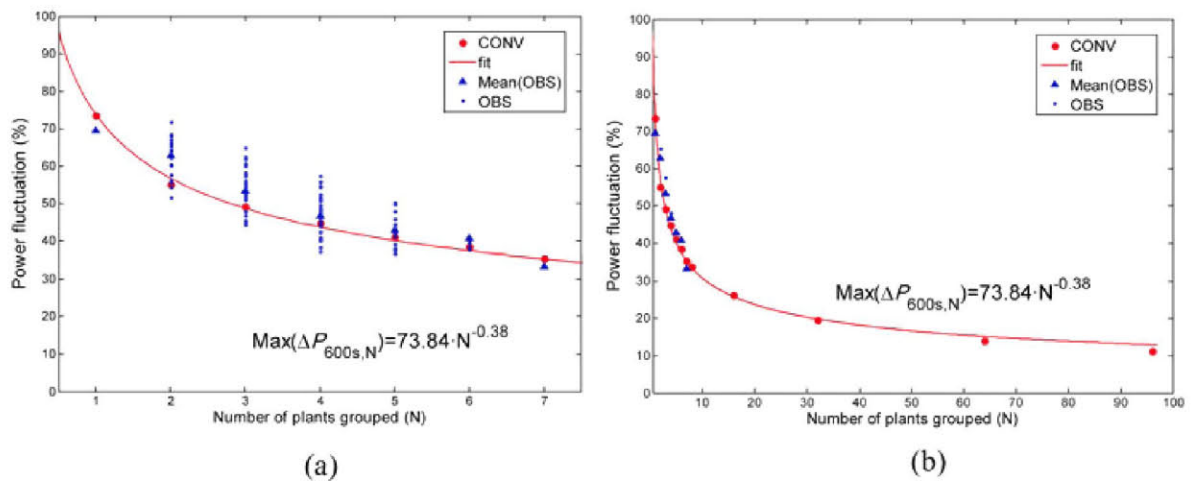 100
90
80
70
60
50
40
30
20
10
0
Power fluctuation (%)
CONV
fit
Mean(OBS)
OBS
Max(ΔP600s,N)=73.84·N-0.38
1 2 3 4 5 6 7
Number of plants grouped (N)
(a)
100
90
80
70
60
50
40
30
20
10
0
Power fluctuation (%)
CONV
fit
Mean(OBS)
OBS
Max(ΔP600s,N)=73.84·N-0.38
10 20 30 40 50 60 70 80 90 100
Number of plants grouped (N)
(b)